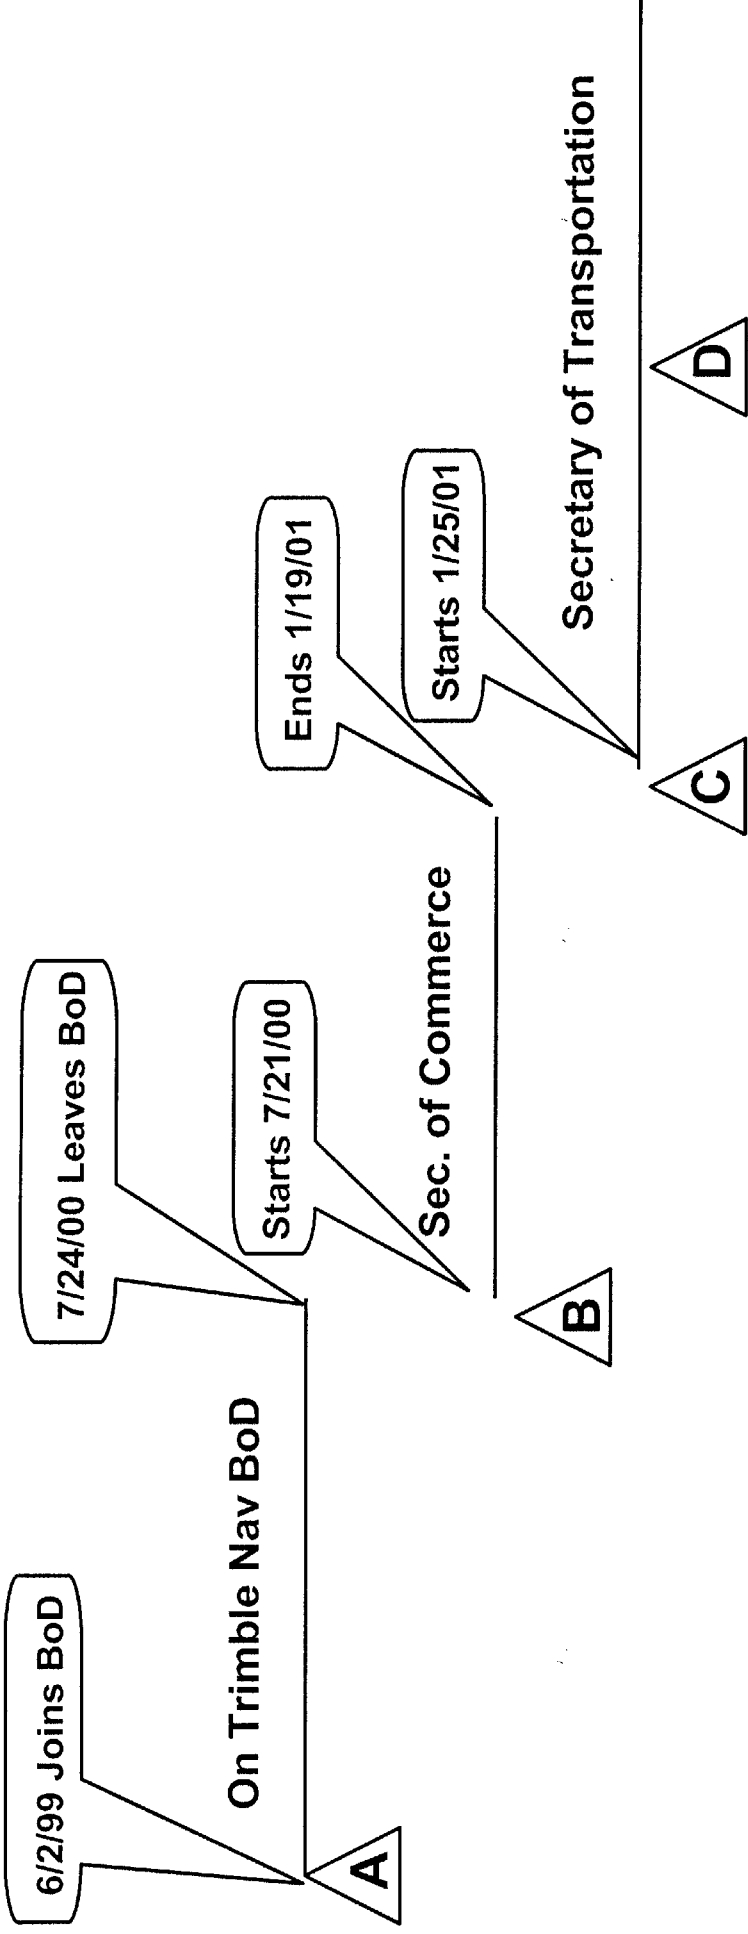 6/2/99 Joins BoD
7/24/00 Leaves BoD
On Trimble Nav BoD
A
Starts 7/21/00
Ends 1/19/01
Sec. of Commerce
B
Starts 1/25/01
Secretary of Transportation
C
D